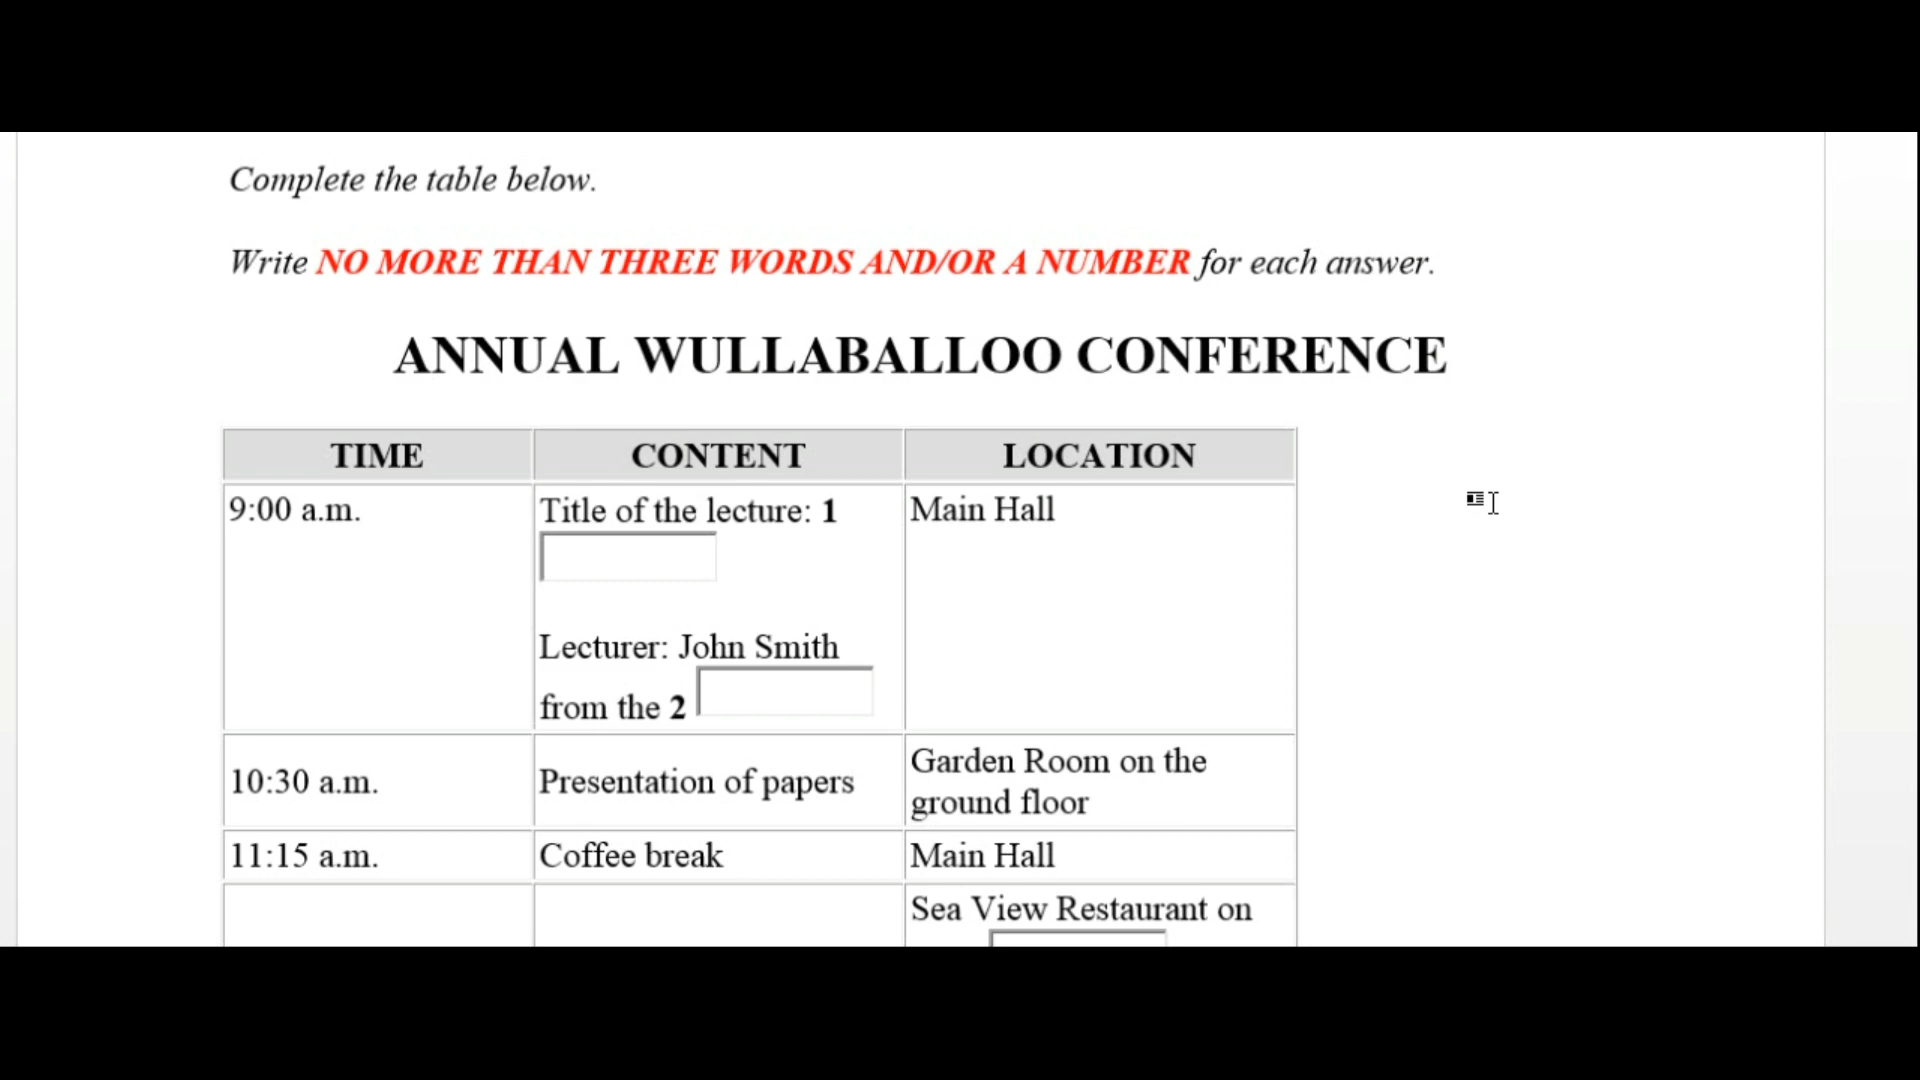 Complete the table below.
Write NO MORE THAN THREE WORDS AND/OR A NUMBER for each answer.
ANNUAL WULLABALLOO CONFERENCE
TIME CONTENT LOCATION
9:00 a.m. Title of the lecture: 1 Main Hall
Lecturer: John Smith
from the 2
10:30 a.m. Presentation of papers Garden Room on the
ground floor
11:15 a.m. Coffee break Main Hall
Sea View Restaurant on